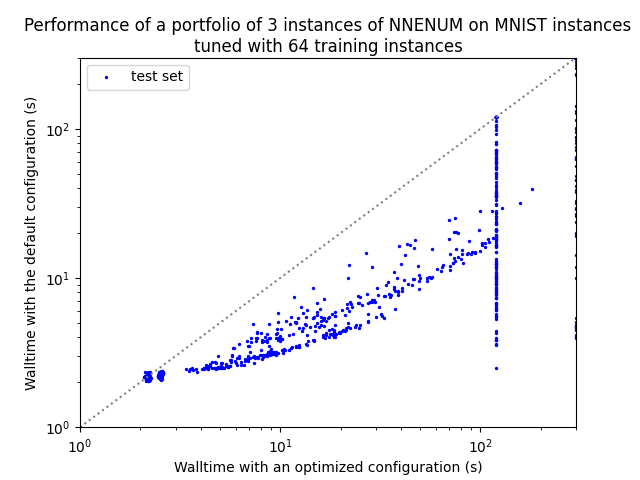 Performance of a portfolio of 3 instances of NNENUM on MNIST instances
tuned with 64 training instances
test set
Walltime with the default configuration (s)
10²
10¹
10⁰
10⁰
10¹
10²
Walltime with an optimized configuration (s)